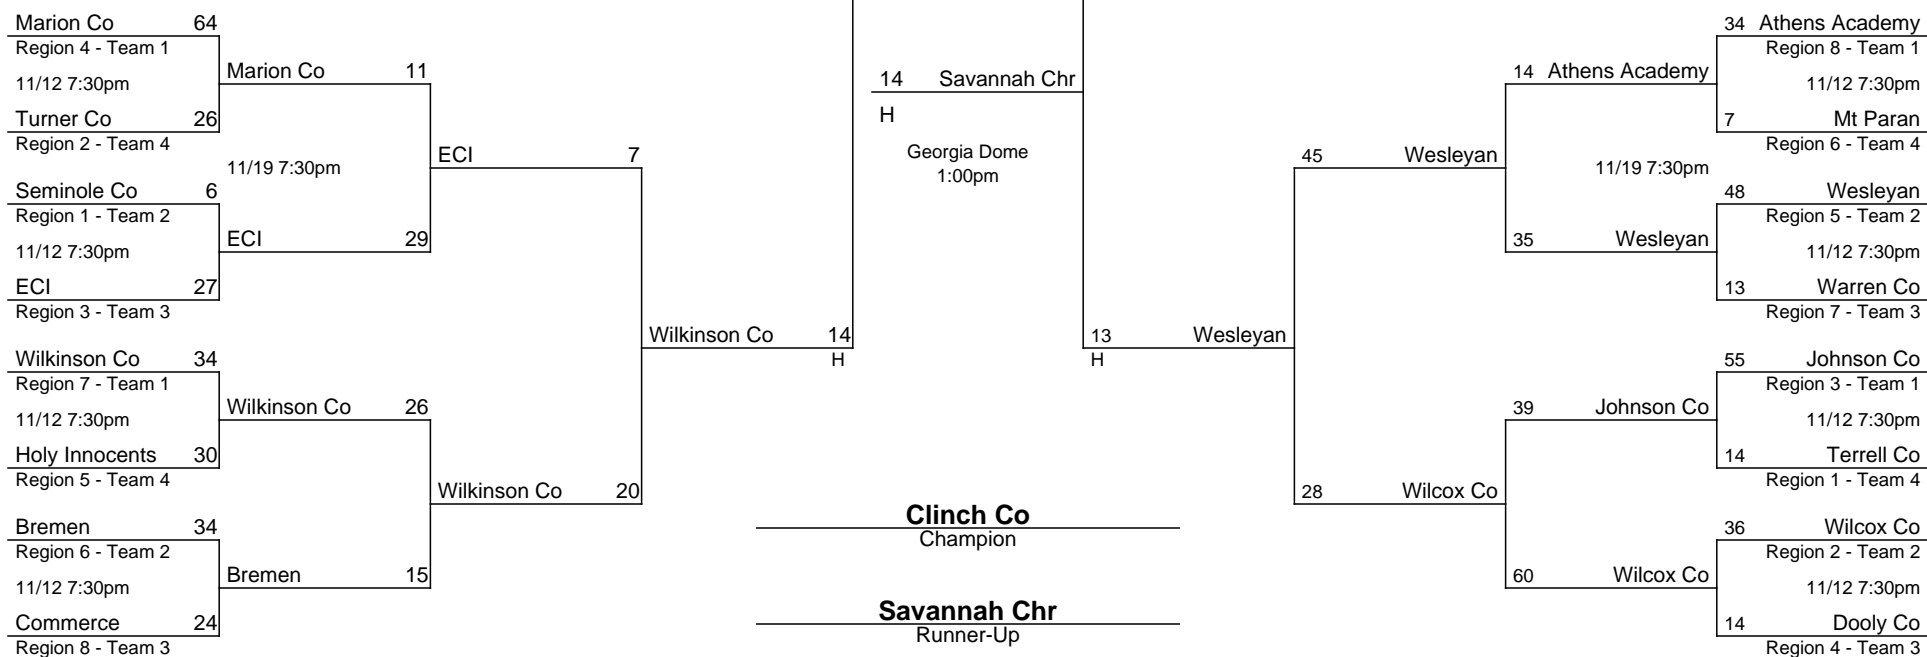 Marion Co 64
Region 4 - Team 1
11/12 7:30pm
Turner Co 26
Region 2 - Team 4
Seminole Co 6
Region 1 - Team 2
11/12 7:30pm
ECI 27
Region 3 - Team 3
Wilkinson Co 34
Region 7 - Team 1
11/12 7:30pm
Holy Innocents 30
Region 5 - Team 4
Bremen 34
Region 6 - Team 2
11/12 7:30pm
Commerce 24
Region 8 - Team 3
Marion Co 11
11/19 7:30pm
ECI 29
Wilkinson Co 26
Bremen 15
ECI 7
Wilkinson Co 20
Wilkinson Co 14
H
14 Savannah Chr
H
Georgia Dome
1:00pm
Clinch Co
Champion
Savannah Chr
Runner-Up
13 Wesleyan
H
45 Wesleyan
28 Wilcox Co
14 Athens Academy
11/19 7:30pm
35 Wesleyan
39 Johnson Co
60 Wilcox Co
34 Athens Academy
Region 8 - Team 1
11/12 7:30pm
7 Mt Paran
Region 6 - Team 4
48 Wesleyan
Region 5 - Team 2
11/12 7:30pm
13 Warren Co
Region 7 - Team 3
55 Johnson Co
Region 3 - Team 1
11/12 7:30pm
14 Terrell Co
Region 1 - Team 4
36 Wilcox Co
Region 2 - Team 2
11/12 7:30pm
14 Dooly Co
Region 4 - Team 3